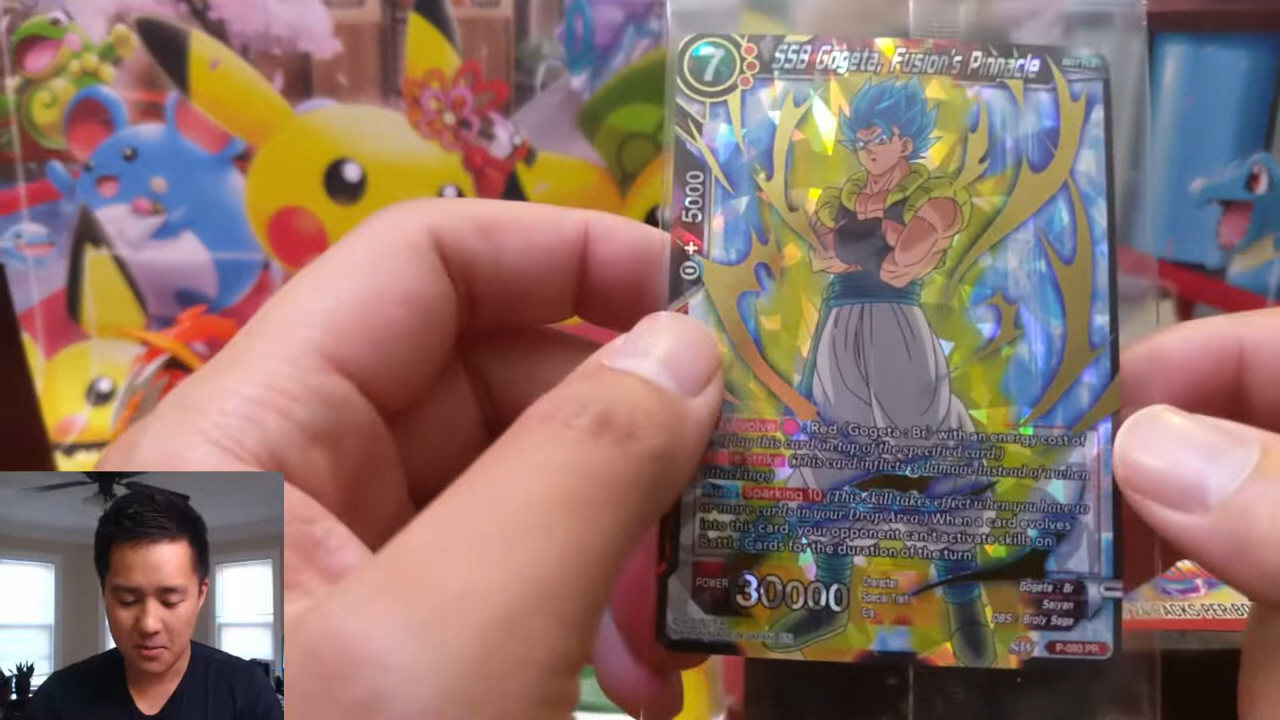 7
SSB Gogeta, Fusion's Pinnacle
BATTLE
0 + 5000
Evolve : Red 《Gogeta : Br》 with an energy cost of
(Play this card on top of the specified card.)
Strike (This card inflicts 3 damage instead of when
attacking.)
Auto Sparking 10 (This skill takes effect when you have 10
or more cards in your Drop Area.) When a card evolves
into this card, your opponent can't activate skills on
Battle Cards for the duration of the turn.
POWER 30000
Character Gogeta : Br
Special Trait Saiyan
Era DBS : Broly Saga
BANDAI MADE IN JAPAN
SW P-093 PR
PACKS PER BO